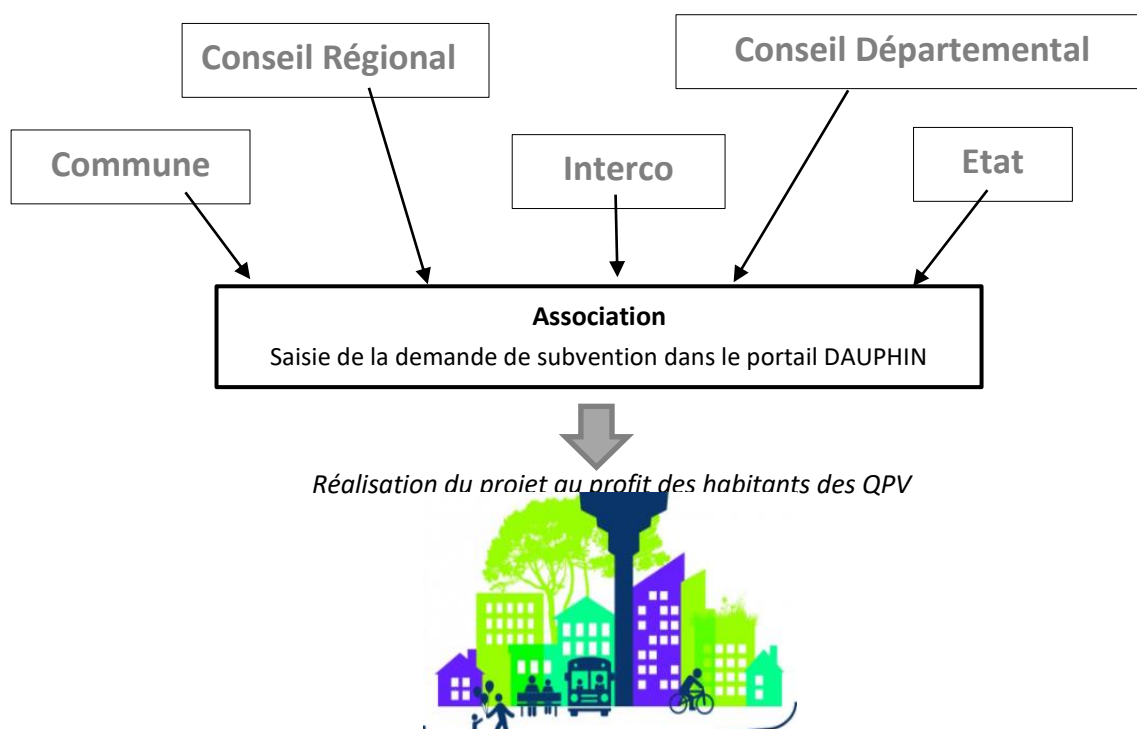 Conseil Régional
Conseil Départemental
Commune
Interco
Etat
Association
Saisie de la demande de subvention dans le portail DAUPHIN
Réalisation du projet au profit des habitants des QPV